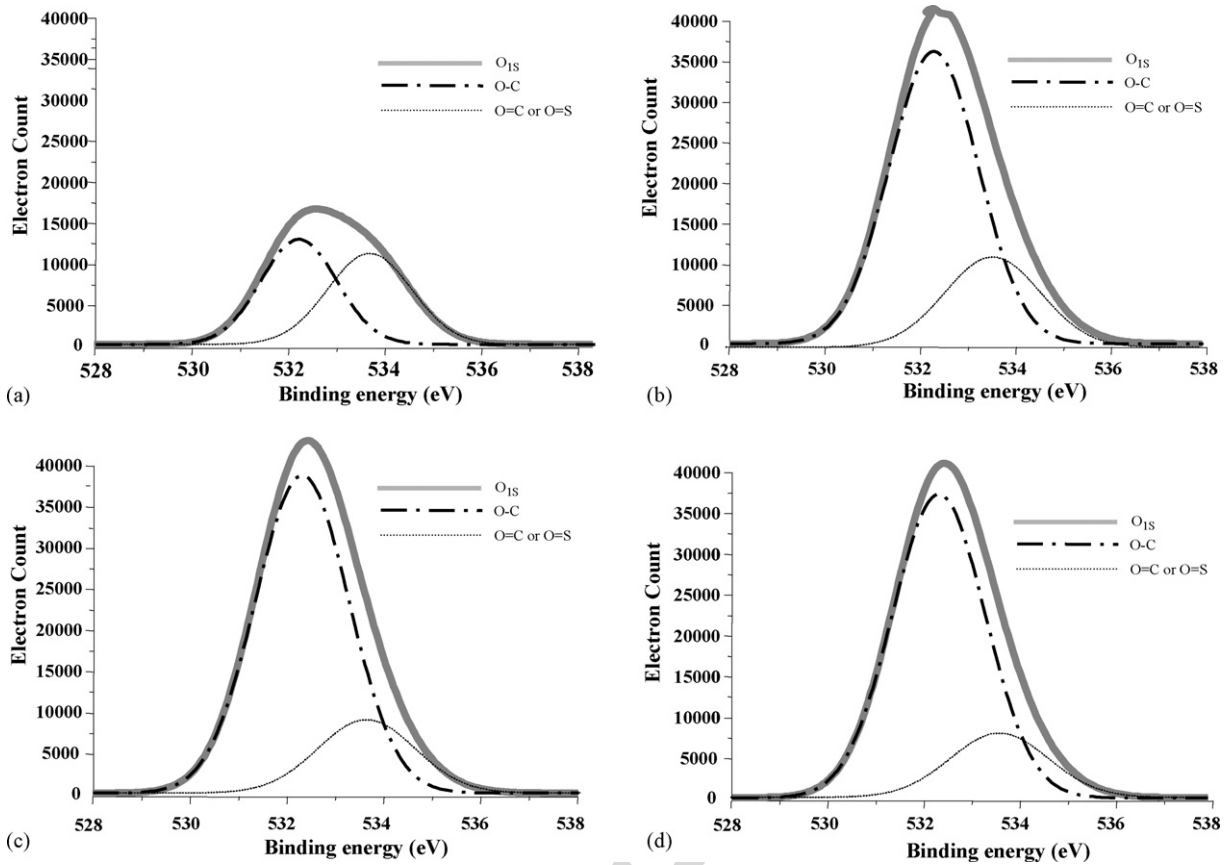 40000
35000
30000
25000
20000
15000
10000
5000
0
Electron Count
O1S
O-C
O=C or O=S
528
530
532
534
536
538
Binding energy (eV)
(a)
40000
35000
30000
25000
20000
15000
10000
5000
0
Electron Count
O1S
O-C
O=C or O=S
528
530
532
534
536
538
Binding energy (eV)
(b)
40000
35000
30000
25000
20000
15000
10000
5000
0
Electron Count
O1S
O-C
O=C or O=S
528
530
532
534
536
538
Binding energy (eV)
(c)
40000
35000
30000
25000
20000
15000
10000
5000
0
Electron Count
O1S
O-C
O=C or O=S
528
530
532
534
536
538
Binding energy (eV)
(d)